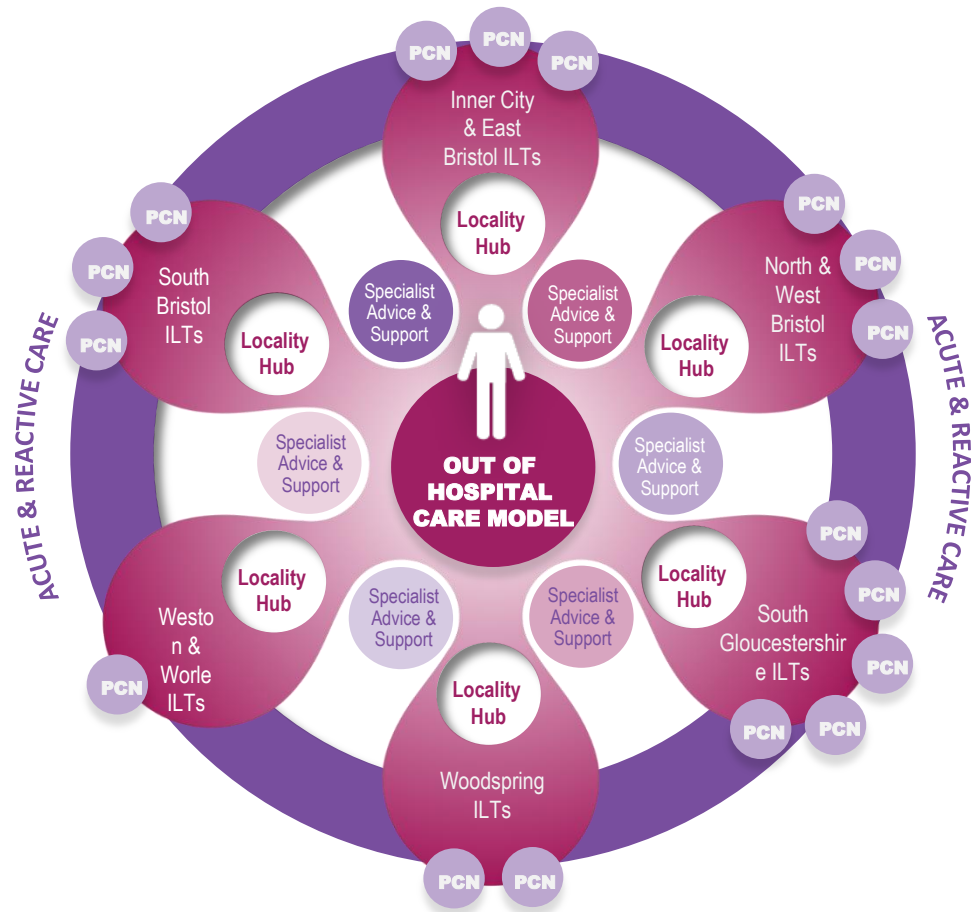 PCN
PCN
PCN
Inner City
& East
Bristol ILTs
Locality
Hub
PCN
PCN
PCN
North &
West
Bristol
ILTs
Locality
Hub
PCN
PCN
PCN
South
Bristol
ILTs
Locality
Hub
Specialist
Advice &
Support
Specialist
Advice &
Support
ACUTE & REACTIVE CARE
ACUTE & REACTIVE CARE
Specialist
Advice &
Support
OUT OF
HOSPITAL
CARE MODEL
Specialist
Advice &
Support
Locality
Hub
Westo
n &
Worle
ILTs
PCN
Specialist
Advice &
Support
Specialist
Advice &
Support
Locality
Hub
South
Gloucestershir
e ILTs
PCN
PCN
PCN
PCN
PCN
Locality
Hub
Woodspring
ILTs
PCN
PCN